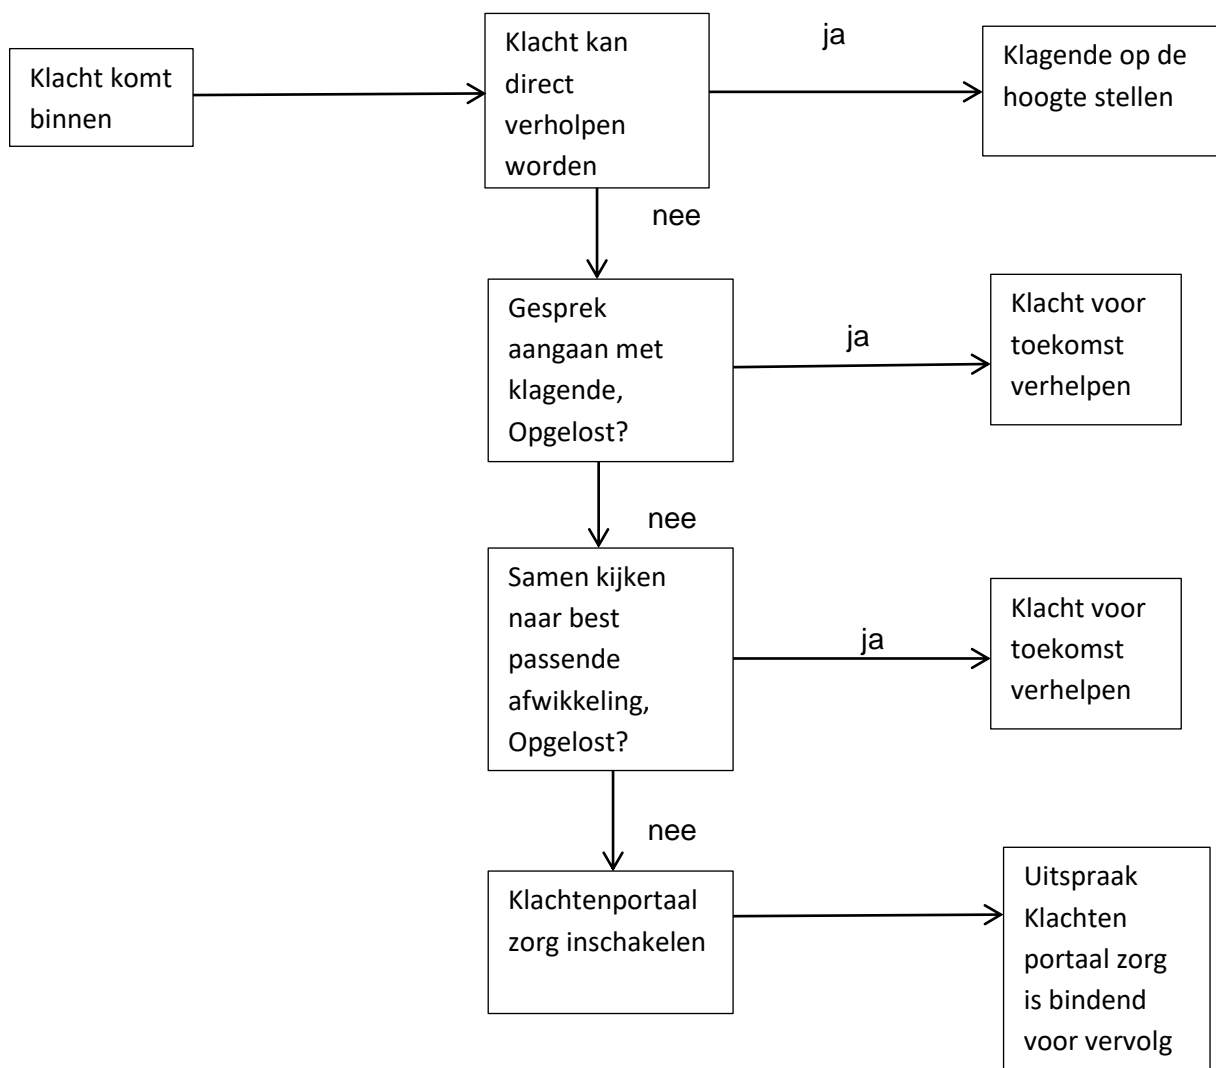 Klacht komt
binnen
Klacht kan
direct
verholpen
worden
ja
Klagende op de
hoogte stellen
nee
Gesprek
aangaan met
klagende,
Opgelost?
ja
Klacht voor
toekomst
verhelpen
nee
Samen kijken
naar best
passende
afwikkeling,
Opgelost?
ja
Klacht voor
toekomst
verhelpen
nee
Klachtenportaal
zorg inschakelen
Uitspraak
Klachten
portaal zorg
is bindend
voor vervolg